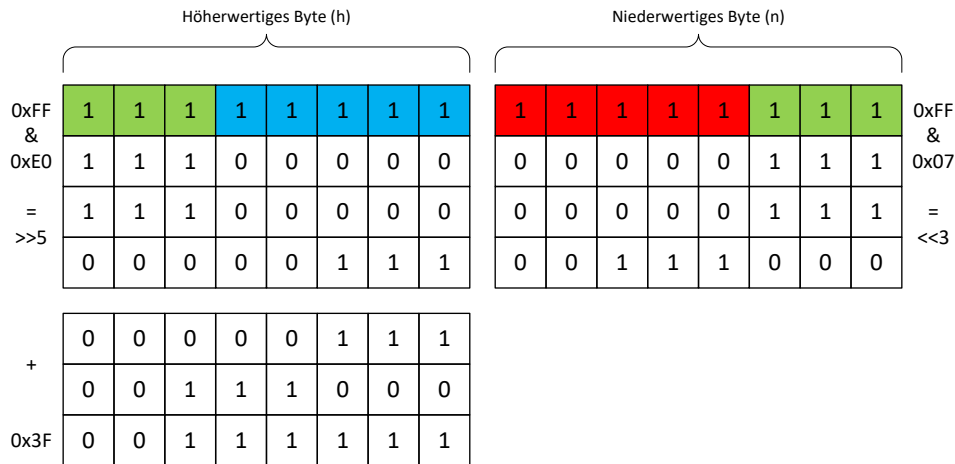 Höherwertiges Byte (h) Niederwertiges Byte (n)
0xFF 1 1 1 1 1 1 1 1 1 1 1 1 1 1 1 1 0xFF
& &
0xE0 1 1 1 0 0 0 0 0 0 0 0 0 0 1 1 1 0x07
= 1 1 1 0 0 0 0 0 0 0 0 0 0 1 1 1 =
>>5 <<3
0 0 0 0 0 1 1 1 0 0 1 1 1 0 0 0
0 0 0 0 0 1 1 1
+
0 0 1 1 1 0 0 0
0x3F 0 0 1 1 1 1 1 1